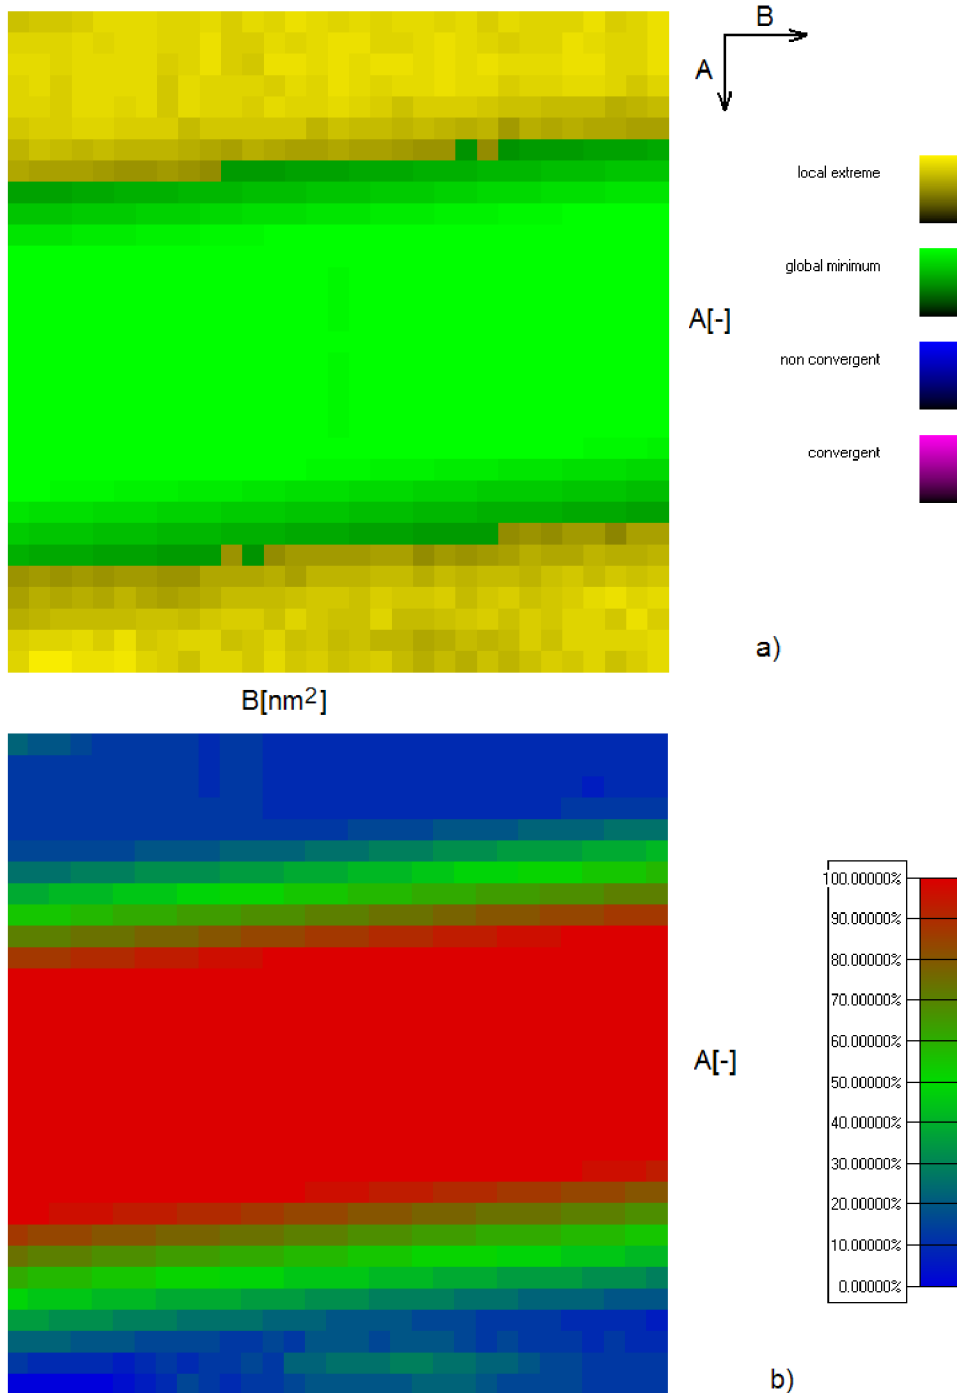 B
A
local extreme
global minimum
A[-]
non convergent
convergent
a)
B[nm²]
100.00000%
90.00000%
80.00000%
70.00000%
60.00000%
A[-]
50.00000%
40.00000%
30.00000%
20.00000%
10.00000%
0.00000%
b)